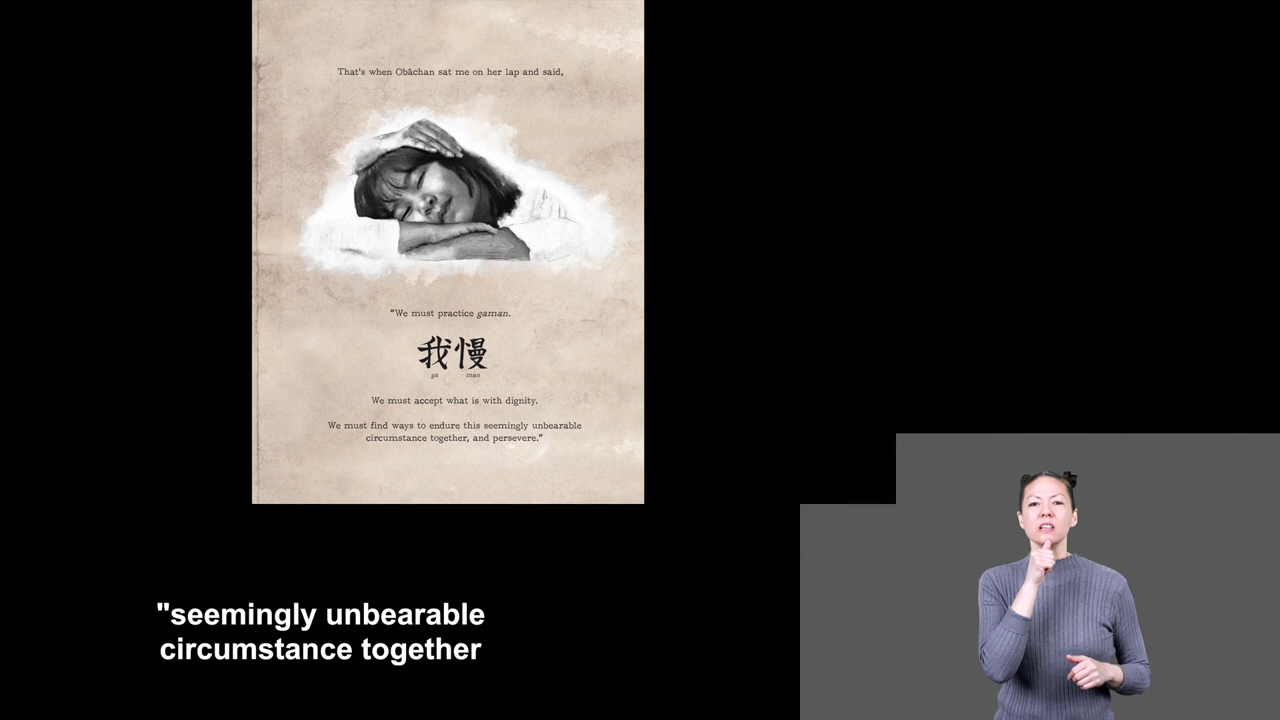 That's when Obāchan sat me on her lap and said,
"We must practice gaman.
我慢
ga man
We must accept what is with dignity.
We must find ways to endure this seemingly unbearable
circumstance together, and persevere."
"seemingly unbearable
circumstance together